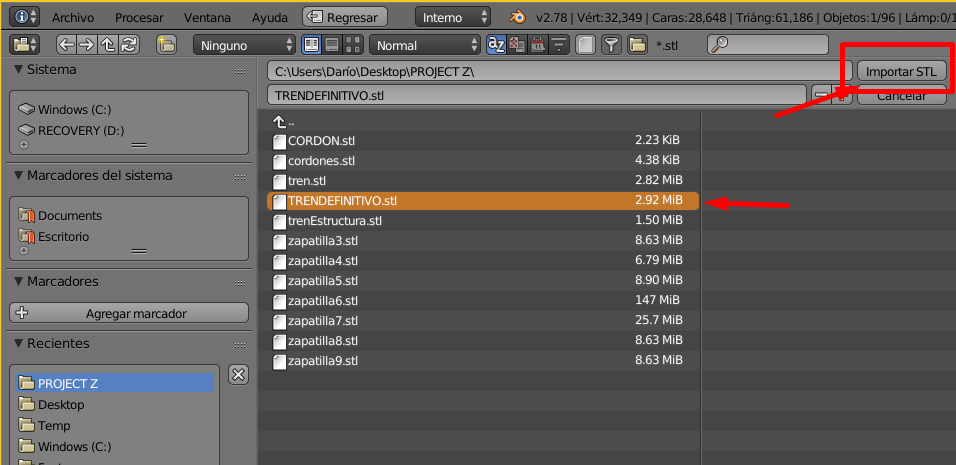 Archivo Procesar Ventana Ayuda Regresar Interno v2.78 | Vért:32,349 | Caras:28,648 | Triáng:61,186 | Objetos:1/96 | Lámp:0/1
Ninguno Normal *.stl
Sistema
Windows (C:)
RECOVERY (D:)
Marcadores del sistema
Documents
Escritorio
Marcadores
Agregar marcador
Recientes
PROJECT Z
Desktop
Temp
Windows (C:)
C:\Users\Darío\Desktop\PROJECT Z\ Importar STL
TRENDEFINITIVO.stl Cancelar
..
CORDON.stl 2.23 KiB
cordones.stl 4.38 KiB
tren.stl 2.82 MiB
TRENDEFINITIVO.stl 2.92 MiB
trenEstructura.stl 1.50 MiB
zapatilla3.stl 8.63 MiB
zapatilla4.stl 6.79 MiB
zapatilla5.stl 8.90 MiB
zapatilla6.stl 147 MiB
zapatilla7.stl 25.7 MiB
zapatilla8.stl 8.63 MiB
zapatilla9.stl 8.63 MiB